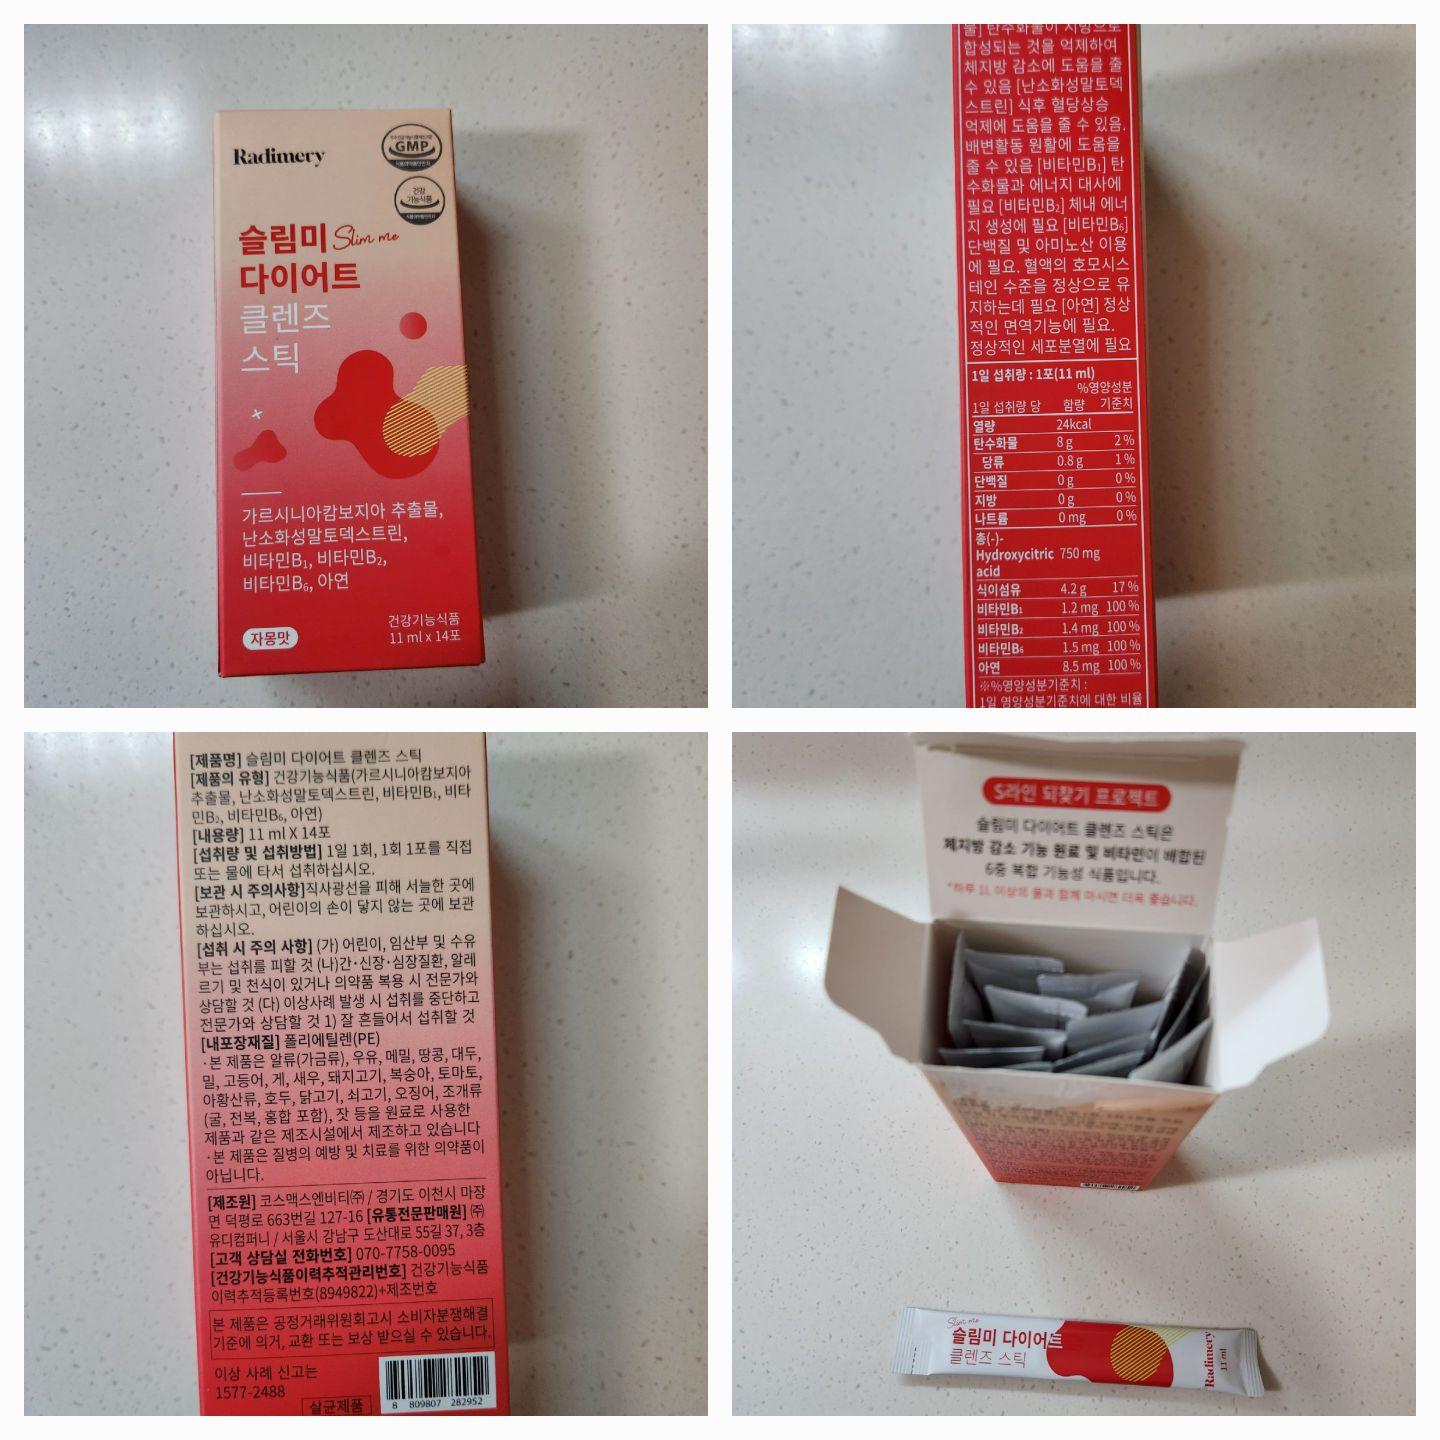 Radimery
GMP
건강
기능식품
슬림미 Slim me
다이어트
클렌즈
스틱
가르시니아캄보지아 추출물,
난소화성말토덱스트린,
비타민B₁, 비타민B₂,
비타민B₆, 아연
자몽맛
건강기능식품
11 ml x 14포
물] 탄수화물이 지방으로
합성되는 것을 억제하여
체지방 감소에 도움을 줄
수 있음 [난소화성말토덱
스트린] 식후 혈당상승
억제에 도움을 줄 수 있음.
배변활동 원활에 도움을
줄 수 있음 [비타민B₁] 탄
수화물과 에너지 대사에
필요 [비타민B₂] 체내 에너
지 생성에 필요 [비타민B₆]
단백질 및 아미노산 이용
에 필요. 혈액의 호모시스
테인 수준을 정상으로 유
지하는데 필요 [아연] 정상
적인 면역기능에 필요.
정상적인 세포분열에 필요
1일 섭취량 : 1포(11 ml)
%영양성분
1일 섭취량 당 함량 기준치
열량 24kcal
탄수화물 8 g 2 %
당류 0.8 g 1 %
단백질 0 g 0 %
지방 0 g 0 %
나트륨 0 mg 0 %
총(-)-
Hydroxycitric 750 mg
acid
식이섬유 4.2 g 17 %
비타민B₁ 1.2 mg 100 %
비타민B₂ 1.4 mg 100 %
비타민B₆ 1.5 mg 100 %
아연 8.5 mg 100 %
※%영양성분기준치 :
1일 영양성분기준치에 대한 비율
[제품명] 슬림미 다이어트 클렌즈 스틱
[제품의 유형] 건강기능식품(가르시니아캄보지아
추출물, 난소화성말토덱스트린, 비타민B₁, 비타
민B₂, 비타민B₆, 아연)
[내용량] 11 ml X 14포
[섭취량 및 섭취방법] 1일 1회, 1회 1포를 직접
또는 물에 타서 섭취하십시오.
[보관 시 주의사항]직사광선을 피해 서늘한 곳에
보관하시고, 어린이의 손이 닿지 않는 곳에 보관
하십시오.
[섭취 시 주의 사항] (가) 어린이, 임산부 및 수유
부는 섭취를 피할 것 (나)간·신장·심장질환, 알레
르기 및 천식이 있거나 의약품 복용 시 전문가와
상담할 것 (다) 이상사례 발생 시 섭취를 중단하고
전문가와 상담할 것 1) 잘 흔들어서 섭취할 것
[내포장재질] 폴리에틸렌(PE)
·본 제품은 알류(가금류), 우유, 메밀, 땅콩, 대두,
밀, 고등어, 게, 새우, 돼지고기, 복숭아, 토마토,
아황산류, 호두, 닭고기, 쇠고기, 오징어, 조개류
(굴, 전복, 홍합 포함), 잣 등을 원료로 사용한
제품과 같은 제조시설에서 제조하고 있습니다
·본 제품은 질병의 예방 및 치료를 위한 의약품이
아닙니다.
[제조원] 코스맥스엔비티㈜ / 경기도 이천시 마장
면 덕평로 663번길 127-16 [유통전문판매원] ㈜
유디컴퍼니 / 서울시 강남구 도산대로 55길 37, 3층
[고객 상담실 전화번호] 070-7758-0095
[건강기능식품이력추적관리번호] 건강기능식품
이력추적등록번호(8949822)+제조번호
본 제품은 공정거래위원회고시 소비자분쟁해결
기준에 의거, 교환 또는 보상 받으실 수 있습니다.
이상 사례 신고는
1577-2488
살균제품
8 809807 282952
S라인 되찾기 프로젝트
슬림미 다이어트 클렌즈 스틱은
체지방 감소 기능 원료 및 비타민이 배합된
6중 복합 기능성 식품입니다.
*하루 1L 이상의 물과 함께 마시면 더욱 좋습니다.
Slim me
슬림미 다이어트
클렌즈 스틱
Radimery
11 ml